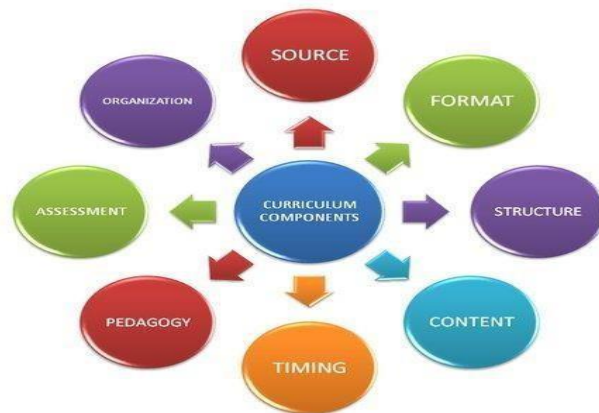 SOURCE
FORMAT
STRUCTURE
CONTENT
TIMING
PEDAGOGY
ASSESSMENT
ORGANIZATION
CURRICULUM
COMPONENTS